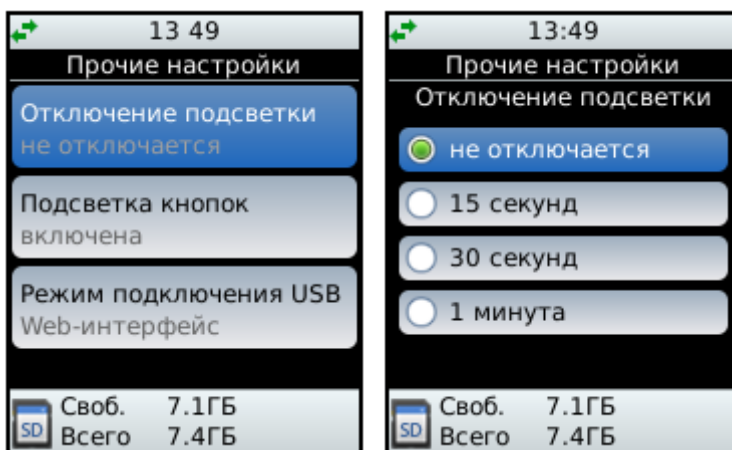 13 49
Прочие настройки
Отключение подсветки
не отключается
Подсветка кнопок
включена
Режим подключения USB
Web-интерфейс
SD
Своб. 7.1ГБ
Всего 7.4ГБ
13:49
Прочие настройки
Отключение подсветки
не отключается
15 секунд
30 секунд
1 минута
SD
Своб. 7.1ГБ
Всего 7.4ГБ